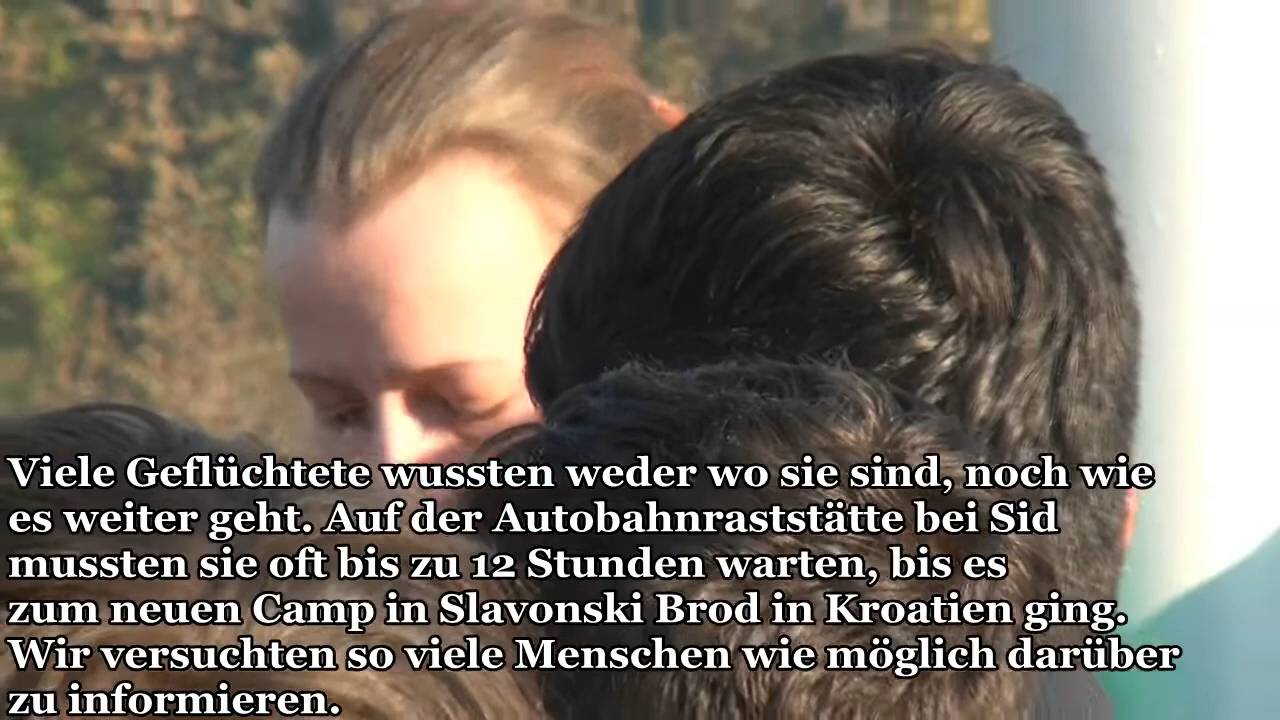 Viele Geflüchtete wussten weder wo sie sind, noch wie
es weiter geht. Auf der Autobahnraststätte bei Sid
mussten sie oft bis zu 12 Stunden warten, bis es
zum neuen Camp in Slavonski Brod in Kroatien ging.
Wir versuchten so viele Menschen wie möglich darüber
zu informieren.